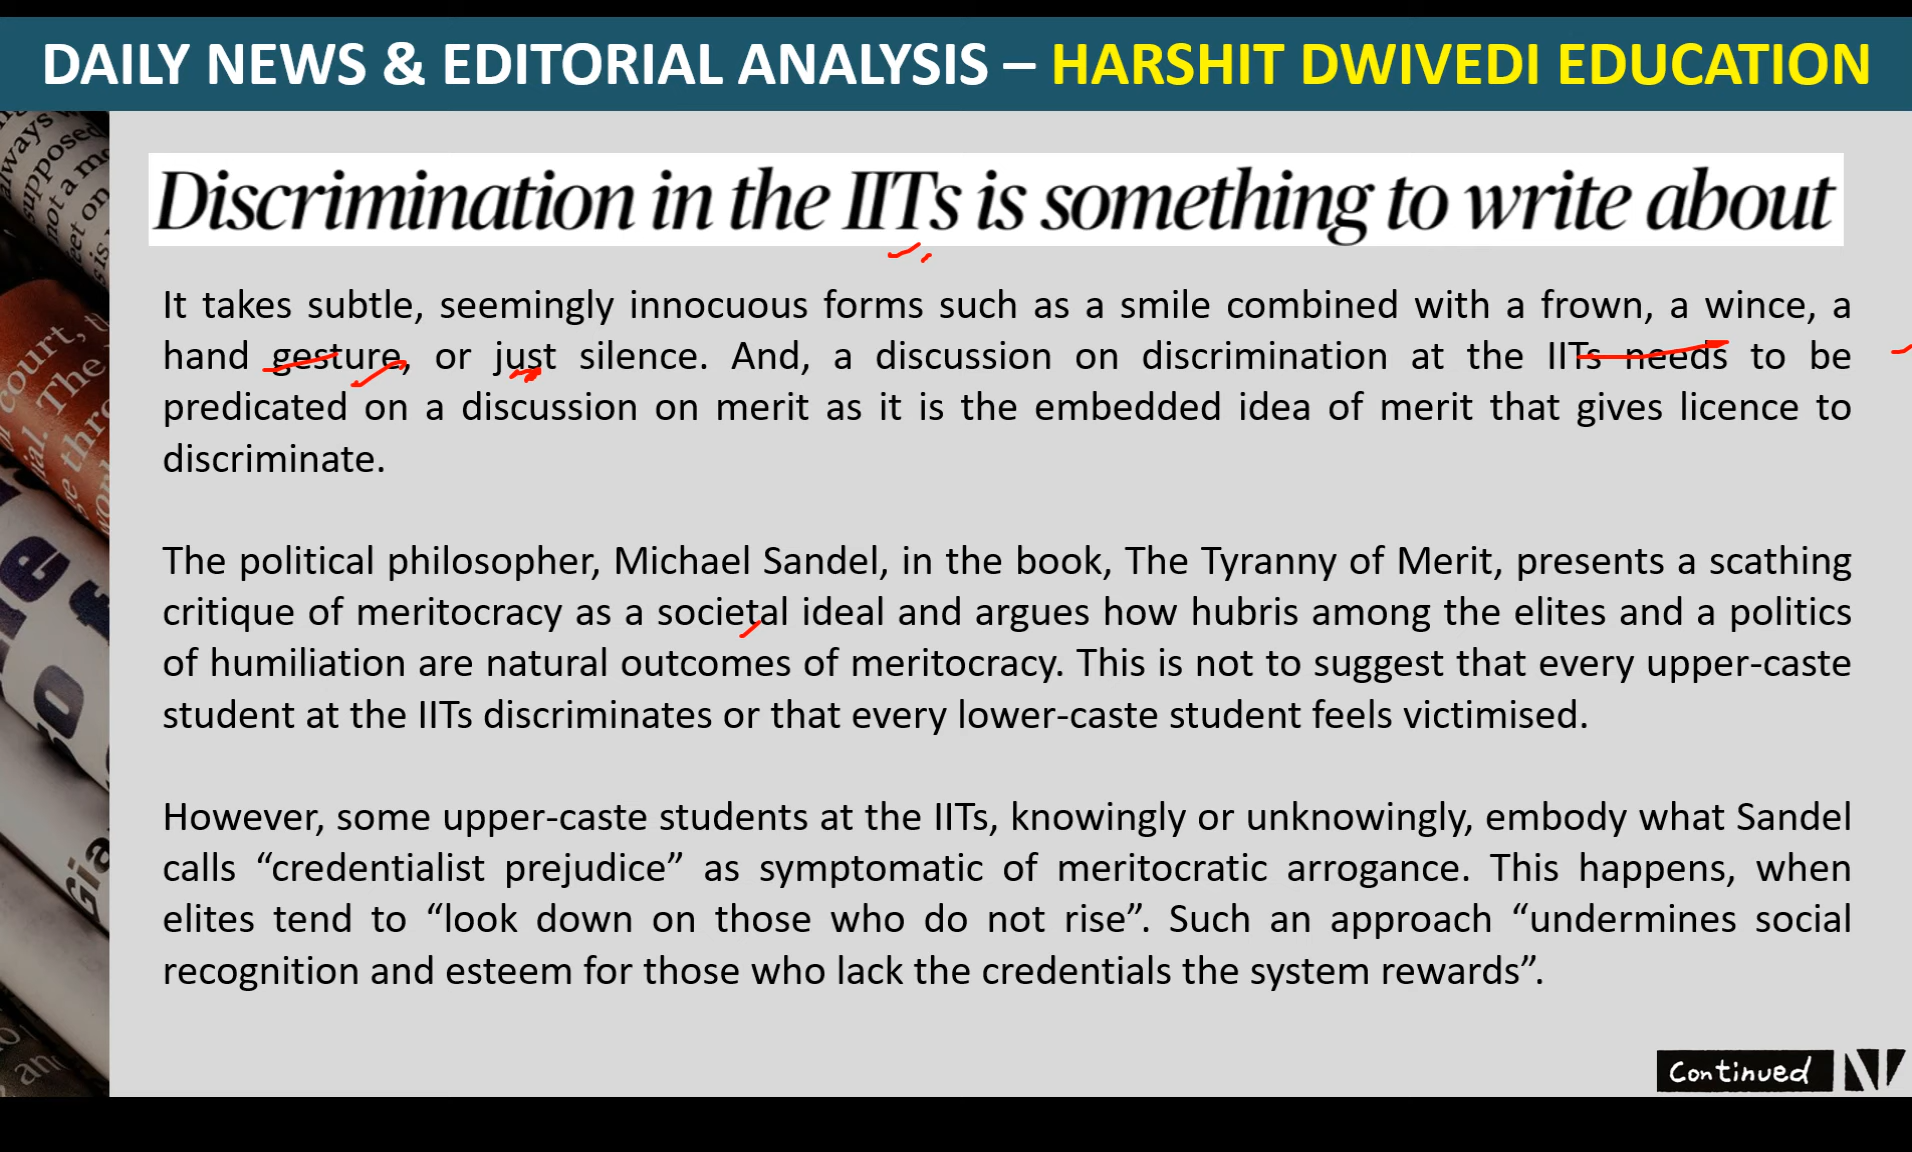 DAILY NEWS & EDITORIAL ANALYSIS – HARSHIT DWIVEDI EDUCATION
Discrimination in the IITs is something to write about
It takes subtle, seemingly innocuous forms such as a smile combined with a frown, a wince, a
hand gesture, or just silence. And, a discussion on discrimination at the IITs needs to be
predicated on a discussion on merit as it is the embedded idea of merit that gives licence to
discriminate.
The political philosopher, Michael Sandel, in the book, The Tyranny of Merit, presents a scathing
critique of meritocracy as a societal ideal and argues how hubris among the elites and a politics
of humiliation are natural outcomes of meritocracy. This is not to suggest that every upper-caste
student at the IITs discriminates or that every lower-caste student feels victimised.
However, some upper-caste students at the IITs, knowingly or unknowingly, embody what Sandel
calls “credentialist prejudice” as symptomatic of meritocratic arrogance. This happens, when
elites tend to “look down on those who do not rise”. Such an approach “undermines social
recognition and esteem for those who lack the credentials the system rewards”.
Continued